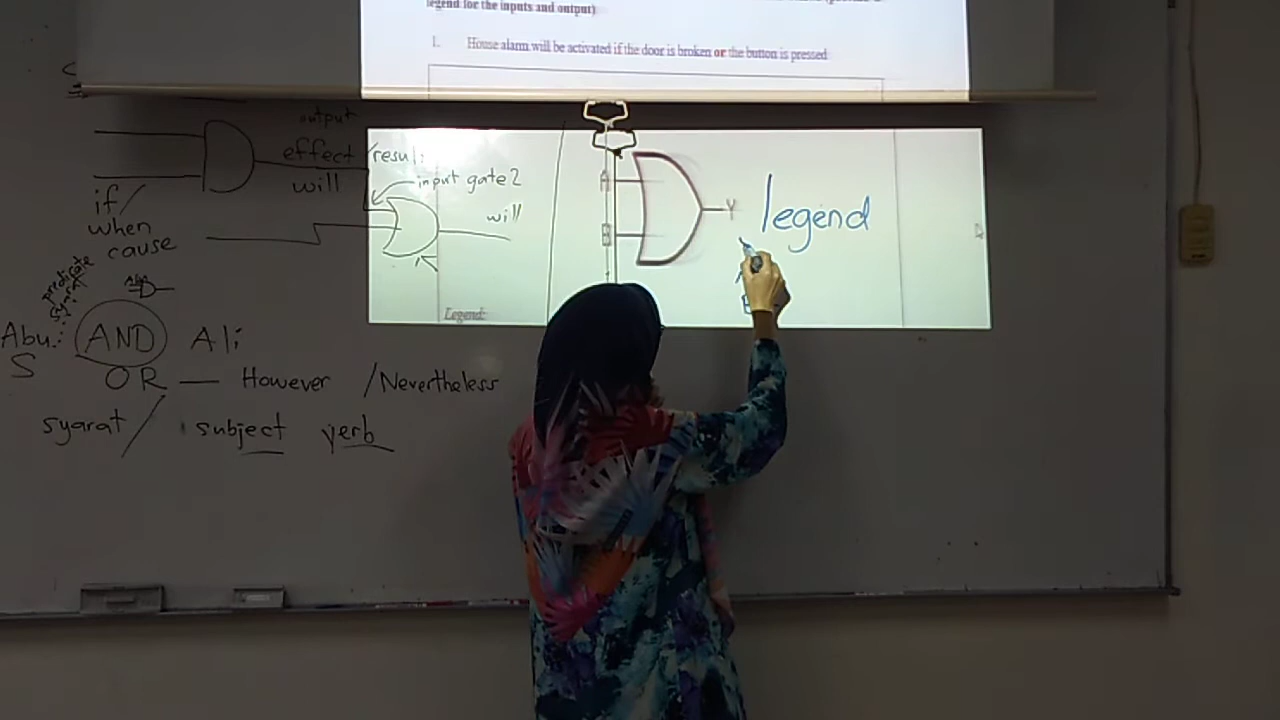 legend for the inputs and output)
1. House alarm will be activated if the door is broken or the button is pressed
output
effect /result
will
input gate 2
will
if/
when
cause
A
B
Y
legend
Legend:
predicate
syarat
Abu
AND
Ali
S
OR — However /Nevertheless
syarat/ subject verb